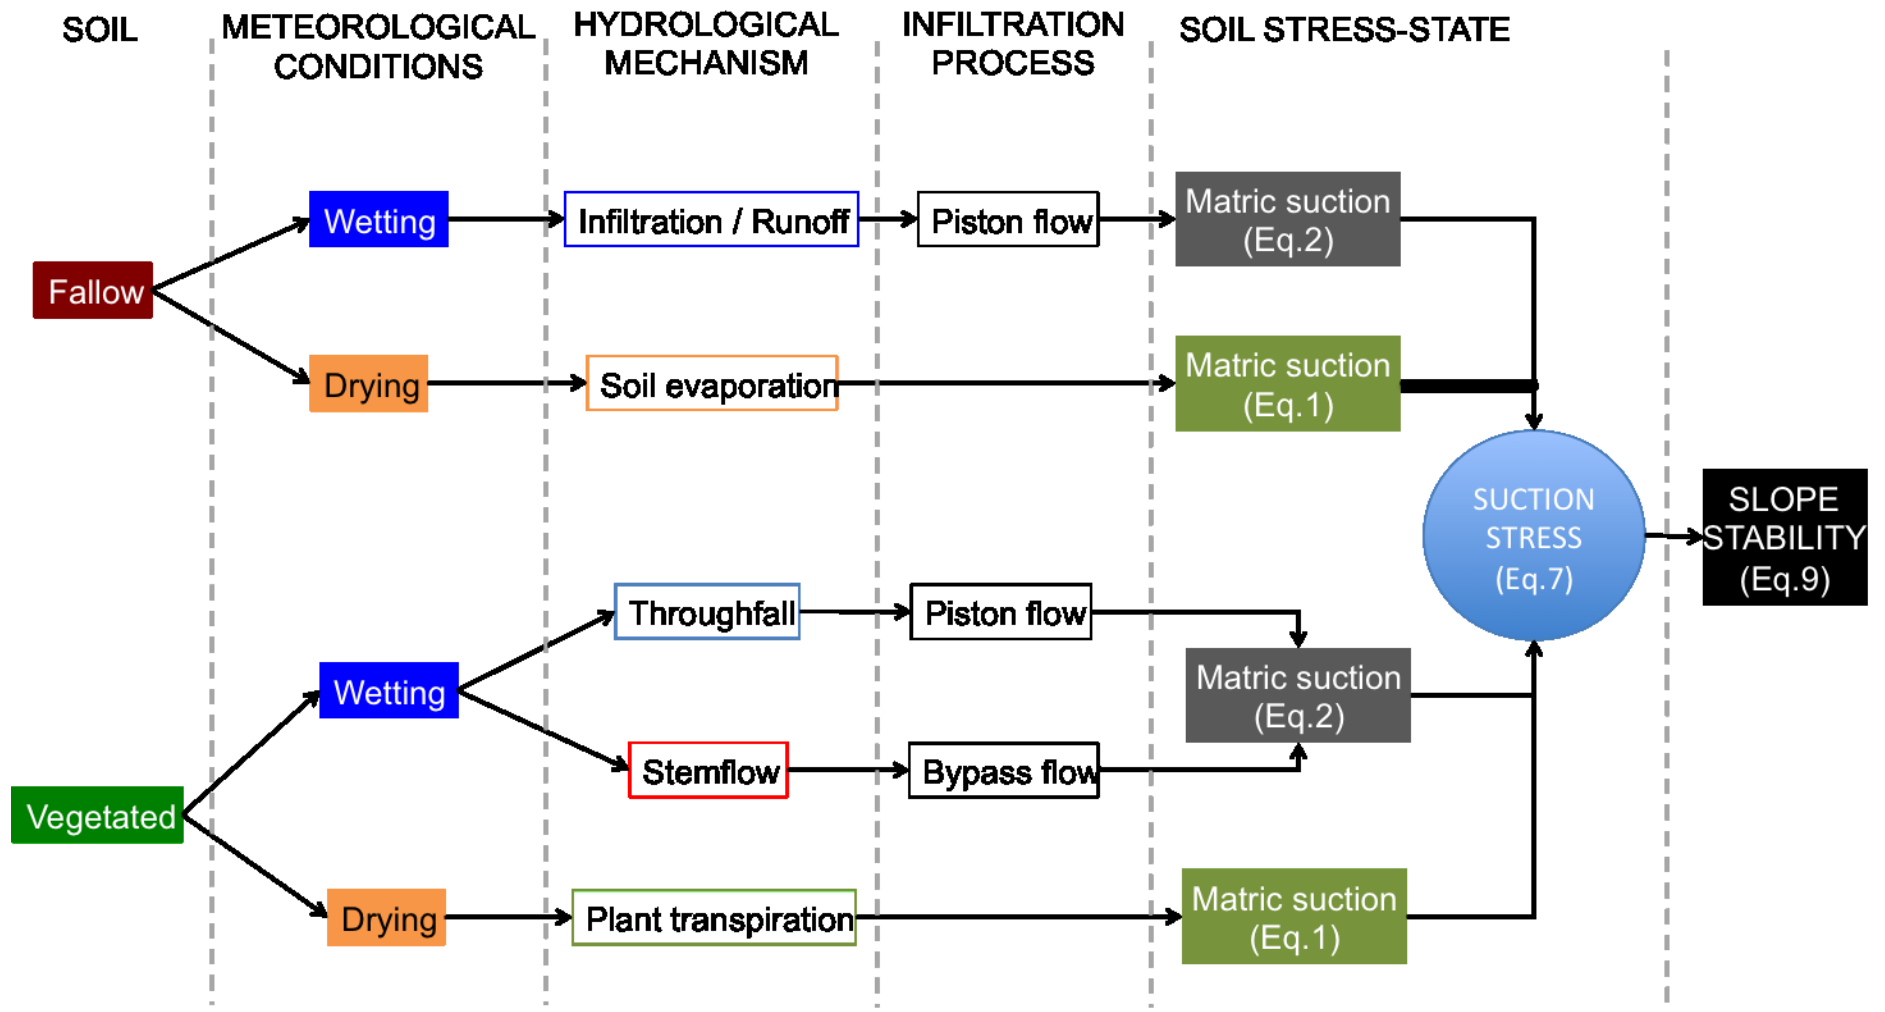 SOIL
METEOROLOGICAL
CONDITIONS
HYDROLOGICAL
MECHANISM
INFILTRATION
PROCESS
SOIL STRESS-STATE
Fallow
Wetting
Infiltration / Runoff
Piston flow
Matric suction
(Eq.2)
Drying
Soil evaporation
Matric suction
(Eq.1)
SUCTION
STRESS
(Eq.7)
SLOPE
STABILITY
(Eq.9)
Vegetated
Wetting
Throughfall
Piston flow
Stemflow
Bypass flow
Matric suction
(Eq.2)
Drying
Plant transpiration
Matric suction
(Eq.1)